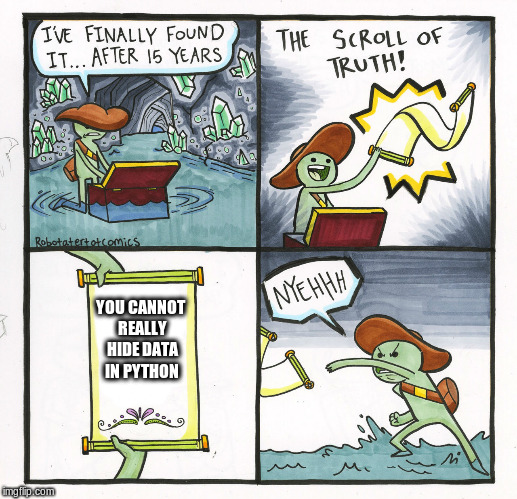 I'VE FINALLY FOUND
IT... AFTER 15 YEARS
THE SCROLL OF
TRUTH!
Robotatertotcomics
YOU CANNOT
REALLY
HIDE DATA
IN PYTHON
NYEHHH
imgflip.com